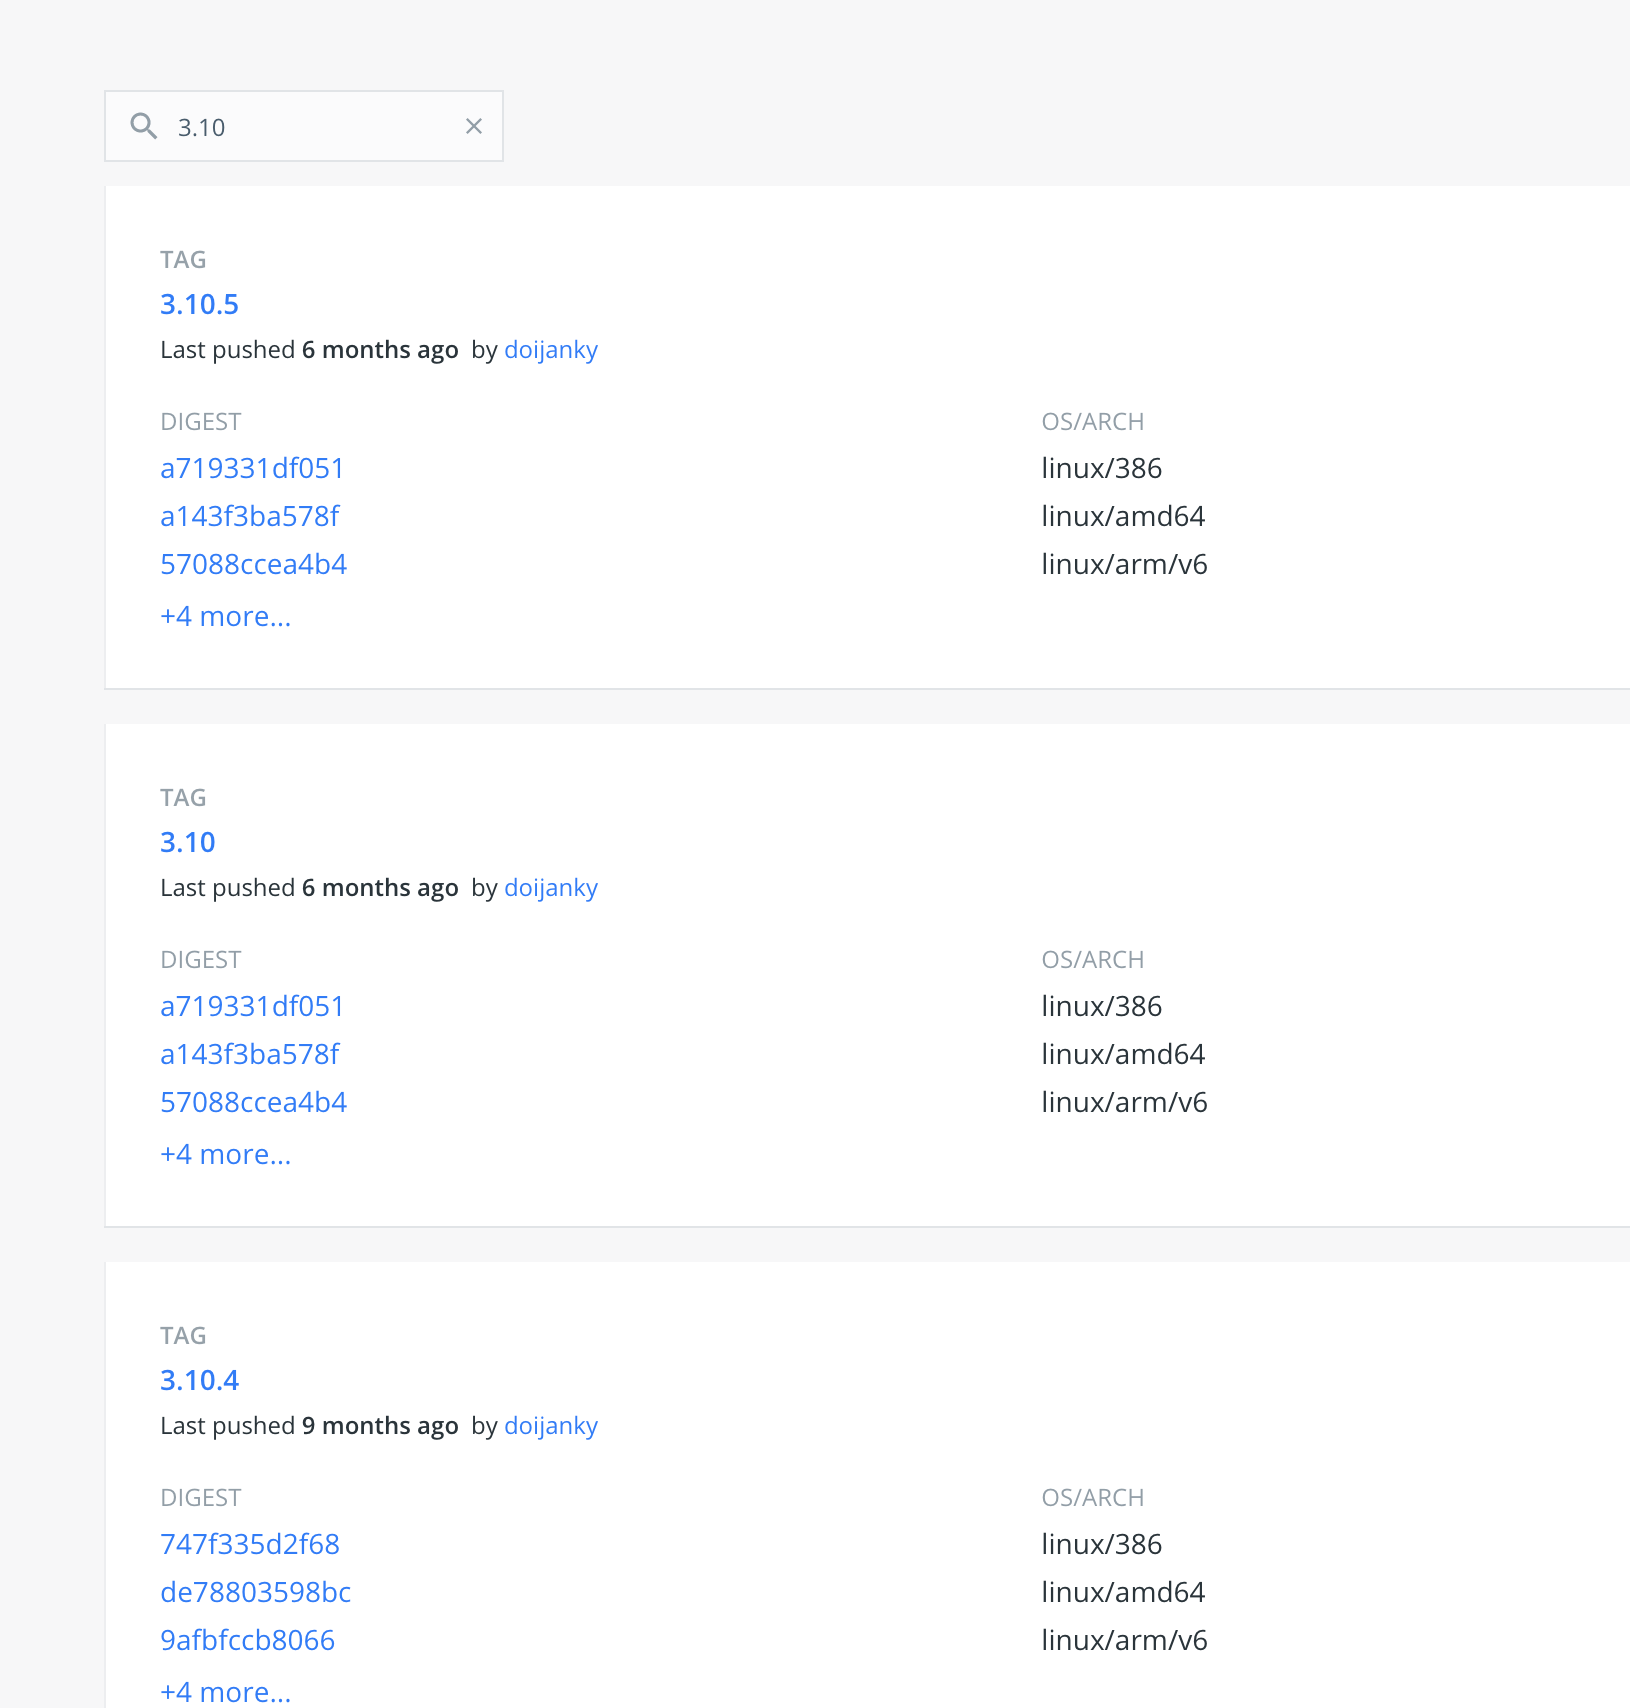 3.10
TAG
3.10.5
Last pushed 6 months ago by doijanky
DIGEST OS/ARCH
a719331df051 linux/386
a143f3ba578f linux/amd64
57088ccea4b4 linux/arm/v6
+4 more...
TAG
3.10
Last pushed 6 months ago by doijanky
DIGEST OS/ARCH
a719331df051 linux/386
a143f3ba578f linux/amd64
57088ccea4b4 linux/arm/v6
+4 more...
TAG
3.10.4
Last pushed 9 months ago by doijanky
DIGEST OS/ARCH
747f335d2f68 linux/386
de78803598bc linux/amd64
9afbfccb8066 linux/arm/v6
+4 more...